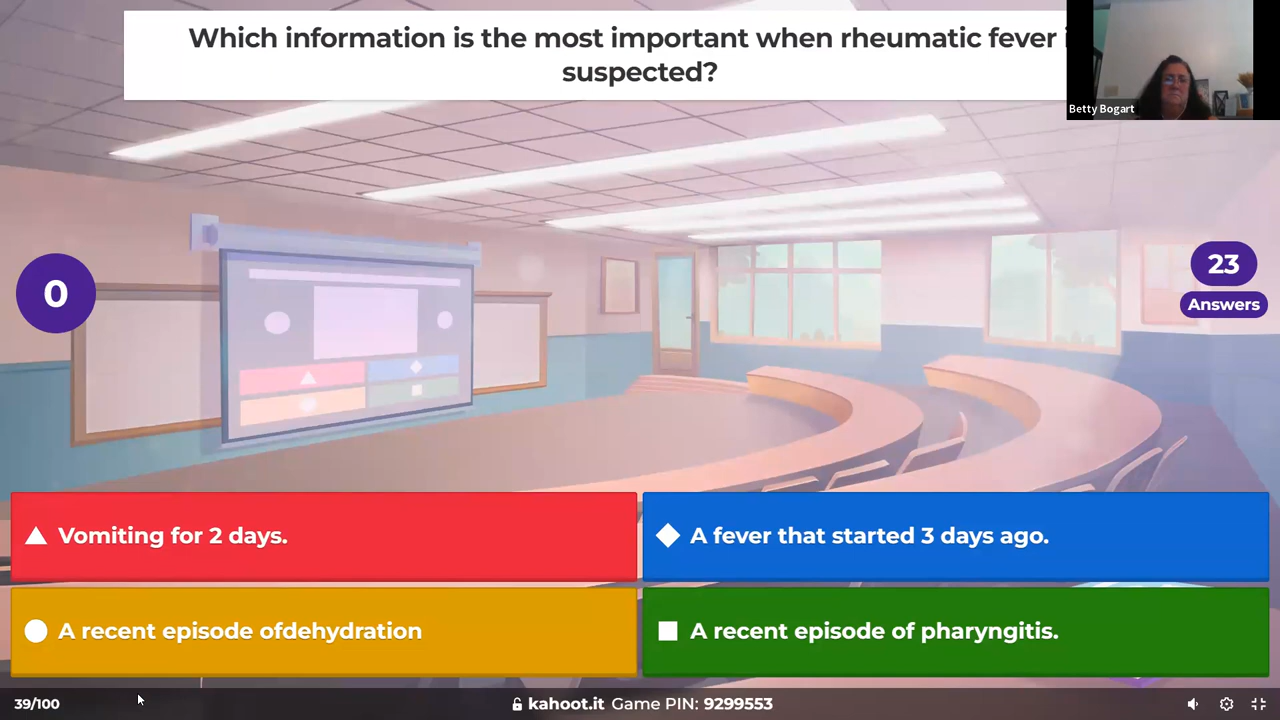 Which information is the most important when rheumatic fever
suspected?
Betty Bogart
0
23
Answers
Vomiting for 2 days.
A fever that started 3 days ago.
A recent episode ofdehydration
A recent episode of pharyngitis.
39/100
kahoot.it Game PIN: 9299553